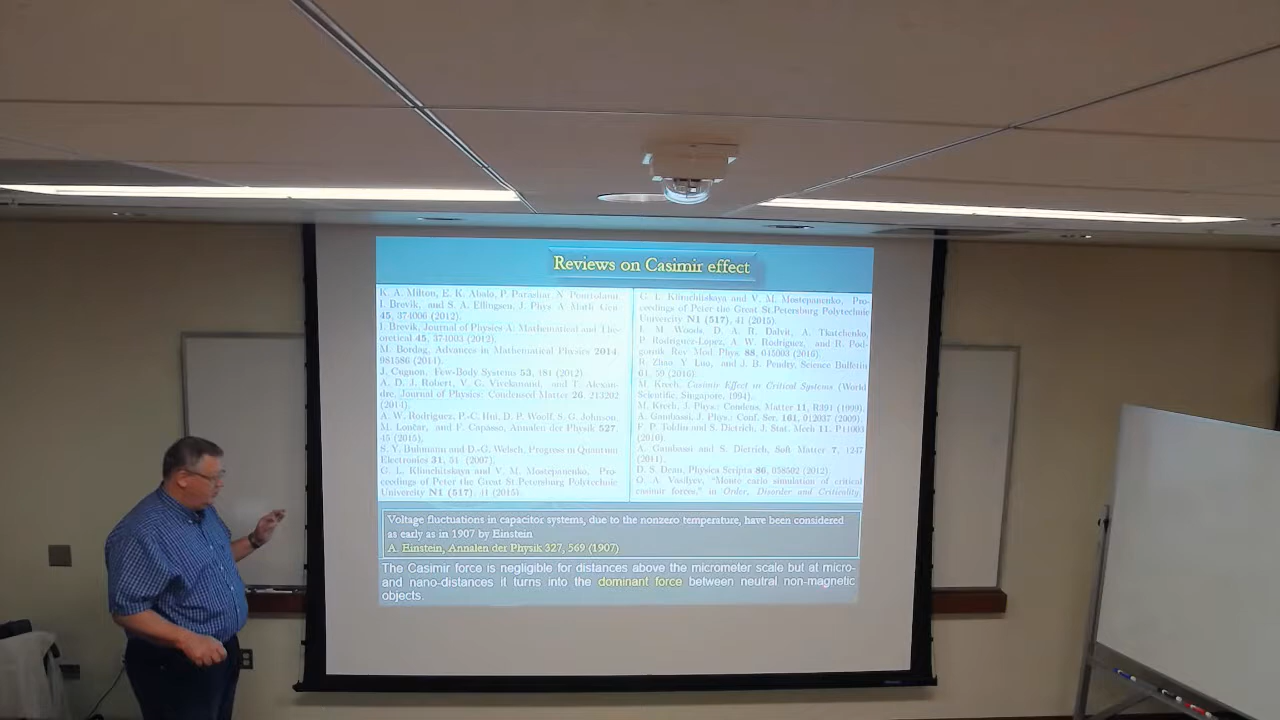 Reviews on Casimir effect
K. A. Milton, E. K. Abalo, P. Parashar, N. Pourtolami,
I. Brevik, and S. A. Ellingsen, J. Phys. A Math Gen
45, 374006 (2012).
I. Brevik, Journal of Physics A: Mathematical and The-
oretical 45, 374003 (2012).
M. Bordag, Advances in Mathematical Physics 2014,
981586 (2014).
J. Cugnon, Few-Body Systems 53, 181 (2012).
A. D. J. Robert, V. G. Vivekanand, and T. Alexan-
dre, Journal of Physics: Condensed Matter 26, 213202
(2014).
A. W. Rodriguez, P.-C. Hui, D. P. Woolf, S. G. Johnson,
M. Lončar, and F. Capasso, Annalen der Physik 527,
45 (2015).
S. Y. Buhmann and D.-G. Welsch, Progress in Quantum
Electronics 31, 51 (2007).
G. L. Klimchitskaya and V. M. Mostepanenko, Pro-
ceedings of Peter the Great St.Petersburg Polytechnic
University N1 (517), 41 (2015).
G. L. Klimchitskaya and V. M. Mostepanenko, Pro-
ceedings of Peter the Great St.Petersburg Polytechnic
University N1 (517), 41 (2015).
L. M. Woods, D. A. R. Dalvit, A. Tkatchenko,
P. Rodriguez-Lopez, A. W. Rodriguez, and R. Pod-
gornik Rev. Mod. Phys. 88, 045003 (2016).
R. Zhao, Y. Luo, and J. B. Pendry, Science Bulletin
61, 59 (2016).
M. Krech, Casimir Effect in Critical Systems (World
Scientific, Singapore, 1994).
M. Krech, J. Phys.: Condens. Matter 11, R391 (1999).
A. Gambassi, J. Phys.: Conf. Ser. 161, 012037 (2009).
F. P. Toldin and S. Dietrich, J. Stat. Mech 11, P11003
(2010).
A. Gambassi and S. Dietrich, Soft Matter 7, 1247
(2011).
D. S. Dean, Physica Scripta 86, 058502 (2012).
O. A. Vasilyev, "Monte carlo simulation of critical
casimir forces," in Order, Disorder and Criticality,
Voltage fluctuations in capacitor systems, due to the nonzero temperature, have been considered
as early as in 1907 by Einstein
A. Einstein, Annalen der Physik 327, 569 (1907)
The Casimir force is negligible for distances above the micrometer scale but at micro-
and nano-distances it turns into the dominant force between neutral non-magnetic
objects.